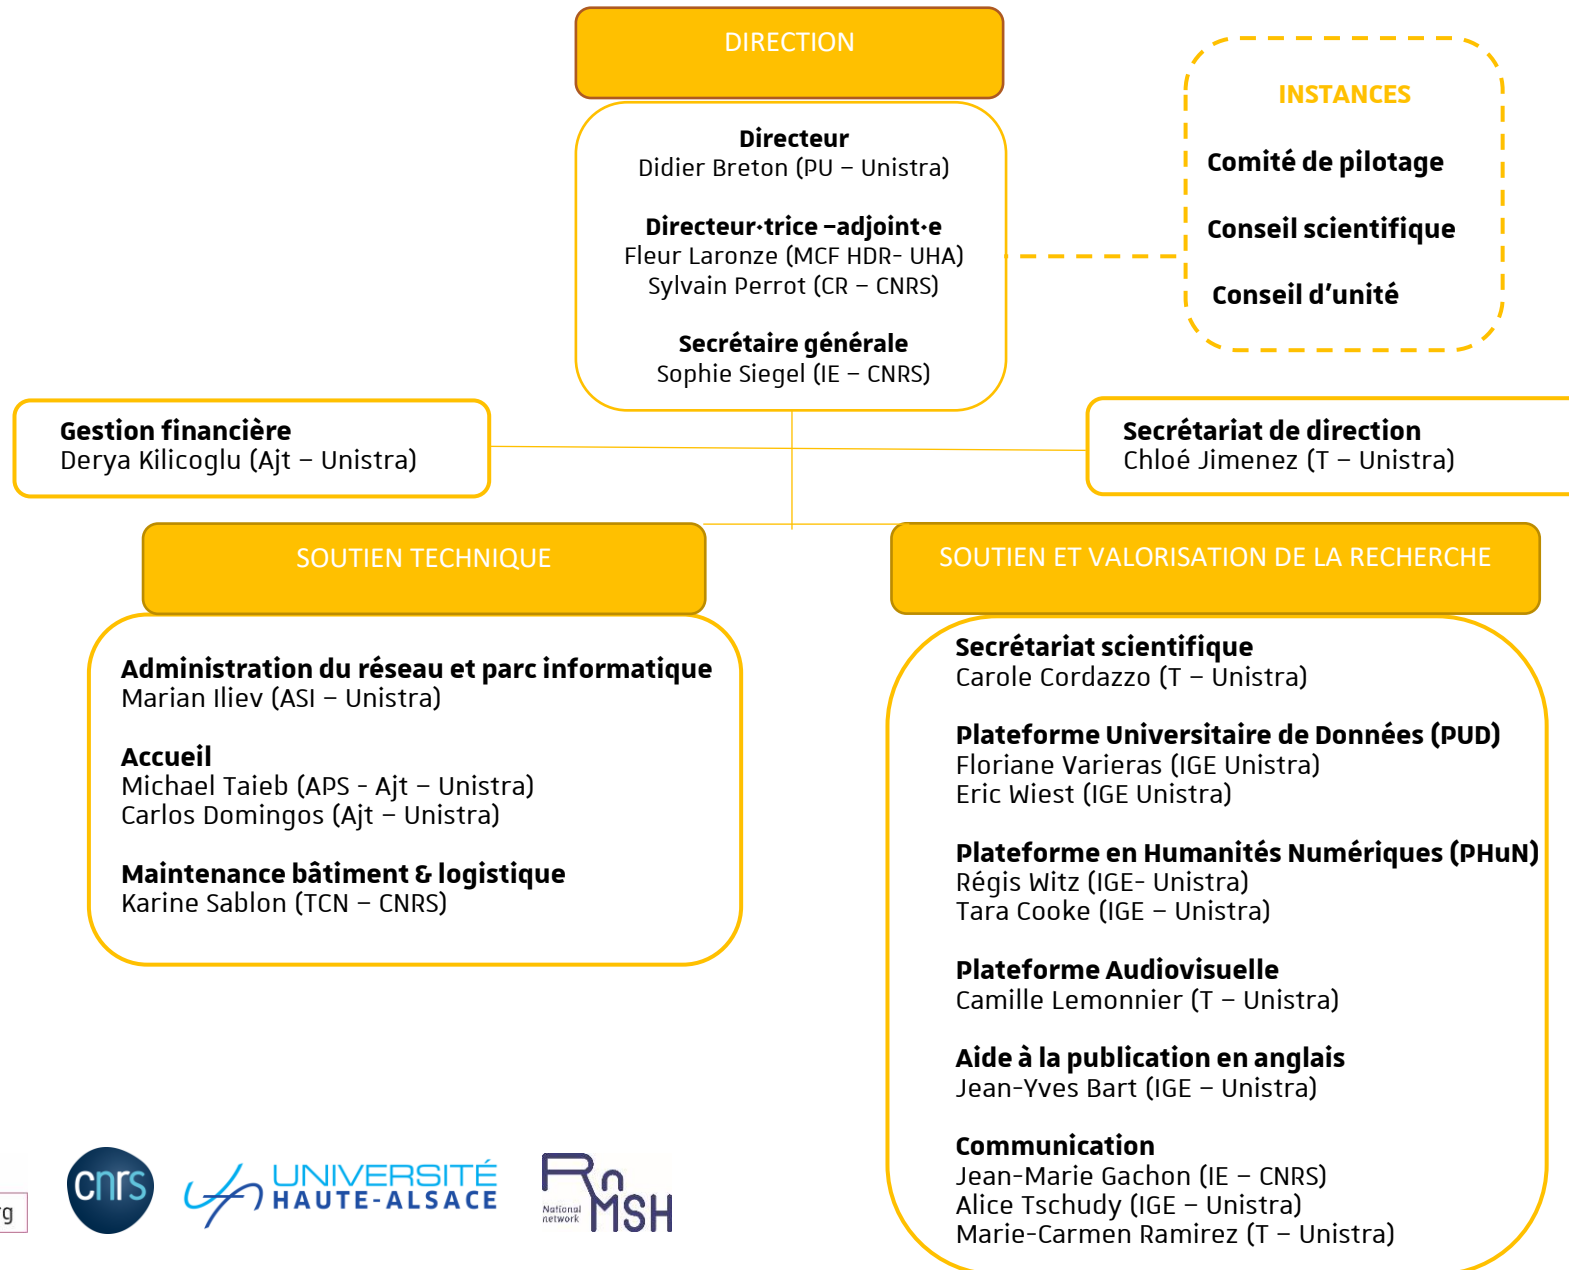 DIRECTION
Directeur
Didier Breton (PU – Unistra)
Directeur·trice –adjoint·e
Fleur Laronze (MCF HDR- UHA)
Sylvain Perrot (CR – CNRS)
Secrétaire générale
Sophie Siegel (IE – CNRS)
INSTANCES
Comité de pilotage
Conseil scientifique
Conseil d’unité
Gestion financière
Derya Kilicoglu (Ajt – Unistra)
Secrétariat de direction
Chloé Jimenez (T – Unistra)
SOUTIEN TECHNIQUE
Administration du réseau et parc informatique
Marian Iliev (ASI – Unistra)
Accueil
Michael Taieb (APS - Ajt – Unistra)
Carlos Domingos (Ajt – Unistra)
Maintenance bâtiment & logistique
Karine Sablon (TCN – CNRS)
SOUTIEN ET VALORISATION DE LA RECHERCHE
Secrétariat scientifique
Carole Cordazzo (T – Unistra)
Plateforme Universitaire de Données (PUD)
Floriane Varieras (IGE Unistra)
Eric Wiest (IGE Unistra)
Plateforme en Humanités Numériques (PHuN)
Régis Witz (IGE- Unistra)
Tara Cooke (IGE – Unistra)
Plateforme Audiovisuelle
Camille Lemonnier (T – Unistra)
Aide à la publication en anglais
Jean-Yves Bart (IGE – Unistra)
Communication
Jean-Marie Gachon (IE – CNRS)
Alice Tschudy (IGE – Unistra)
Marie-Carmen Ramirez (T – Unistra)
cnrs
UNIVERSITÉ
HAUTE-ALSACE
RnMSH
National
network